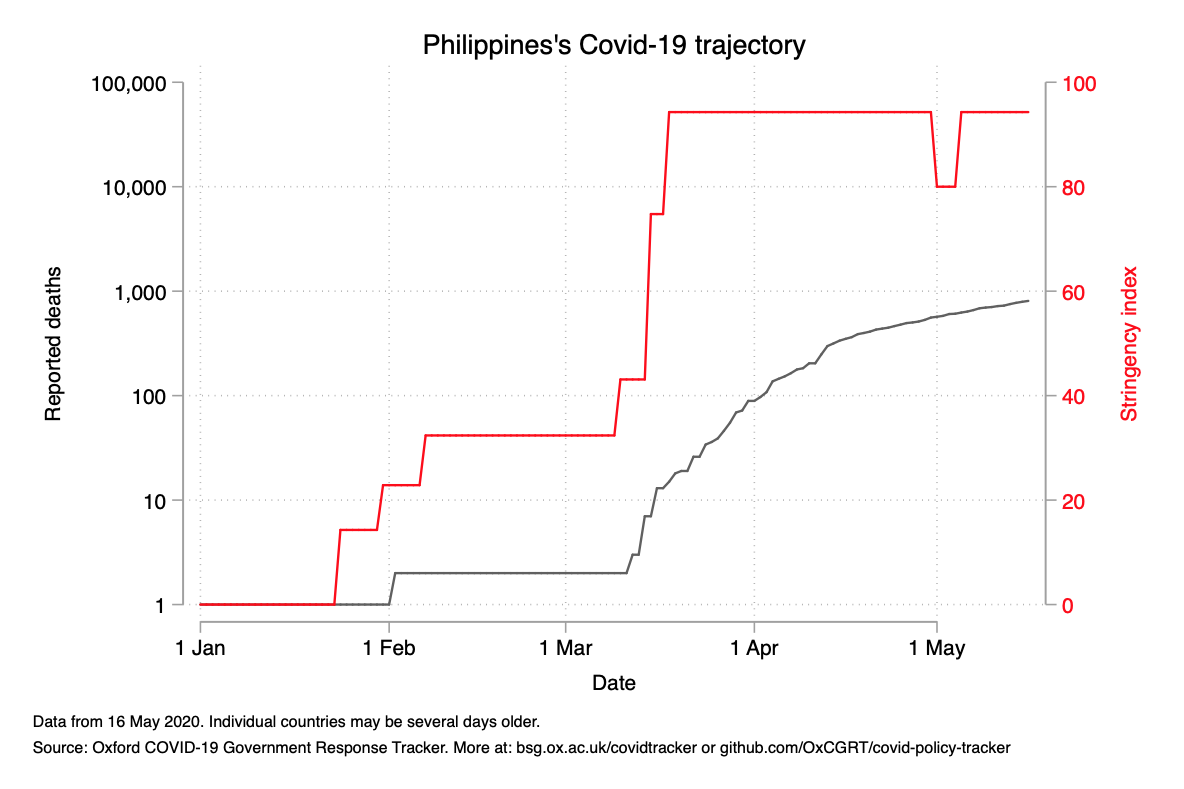 Philippines's Covid-19 trajectory
100,000
10,000
1,000
100
10
1
Reported deaths
100
80
60
40
20
0
Stringency index
1 Jan
1 Feb
1 Mar
1 Apr
1 May
Date
Data from 16 May 2020. Individual countries may be several days older.
Source: Oxford COVID-19 Government Response Tracker. More at: bsg.ox.ac.uk/covidtracker or github.com/OxCGRT/covid-policy-tracker